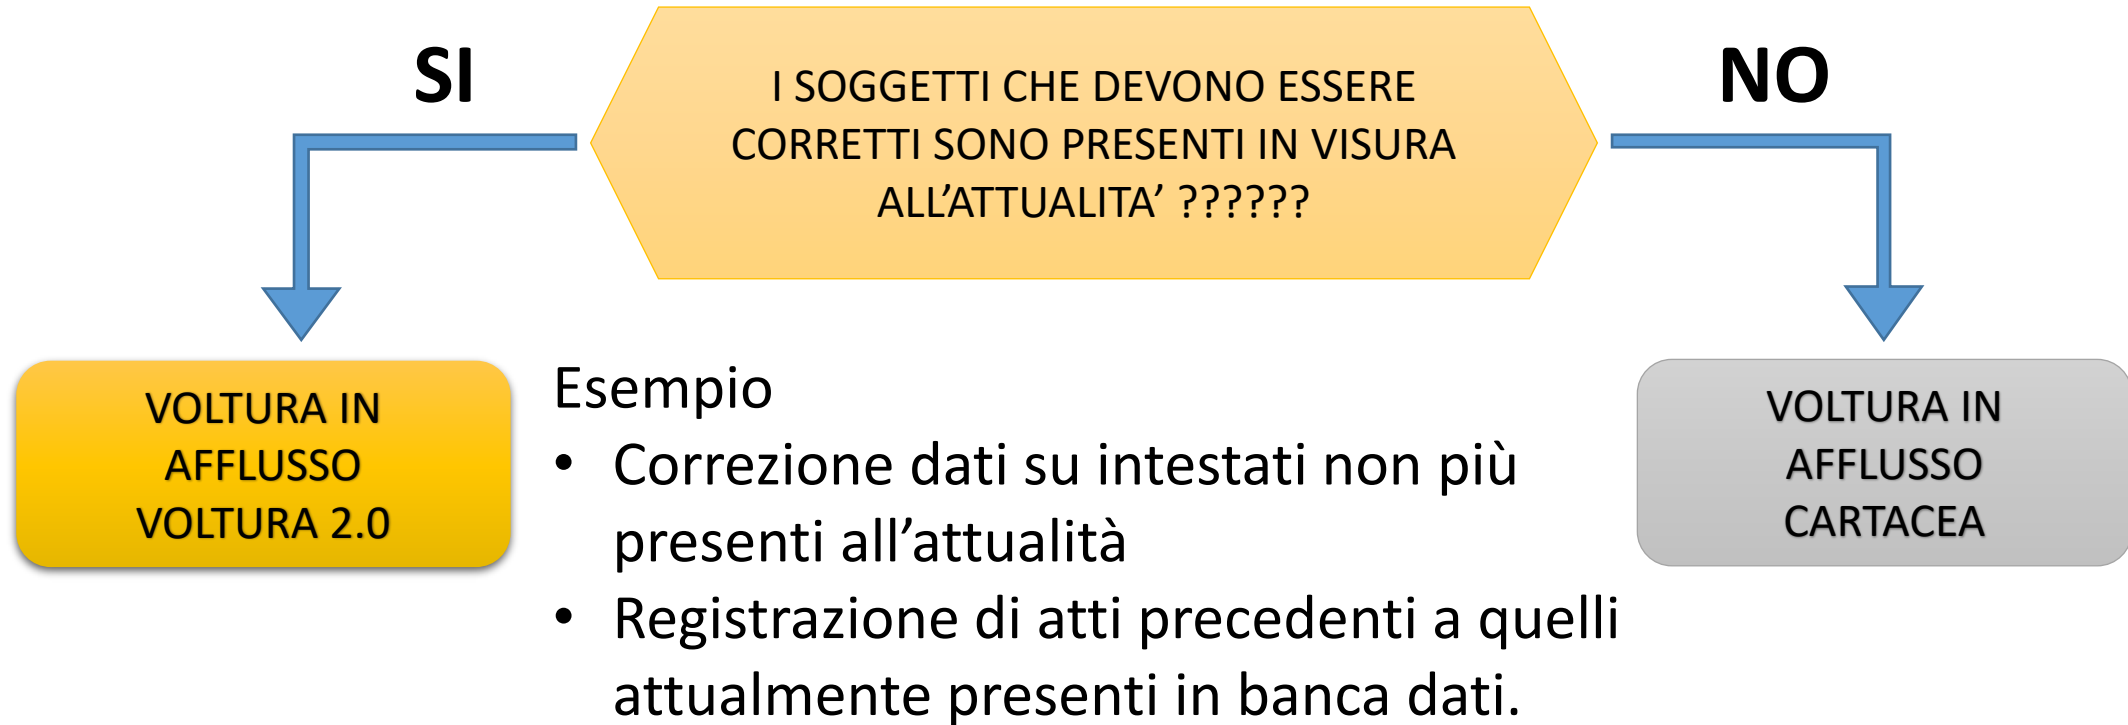 SI
I SOGGETTI CHE DEVONO ESSERE
CORRETTI SONO PRESENTI IN VISURA
ALL’ATTUALITA’ ??????
NO
VOLTURA IN
AFFLUSSO
VOLTURA 2.0
Esempio
• Correzione dati su intestati non più
presenti all’attualità
• Registrazione di atti precedenti a quelli
attualmente presenti in banca dati.
VOLTURA IN
AFFLUSSO
CARTACEA